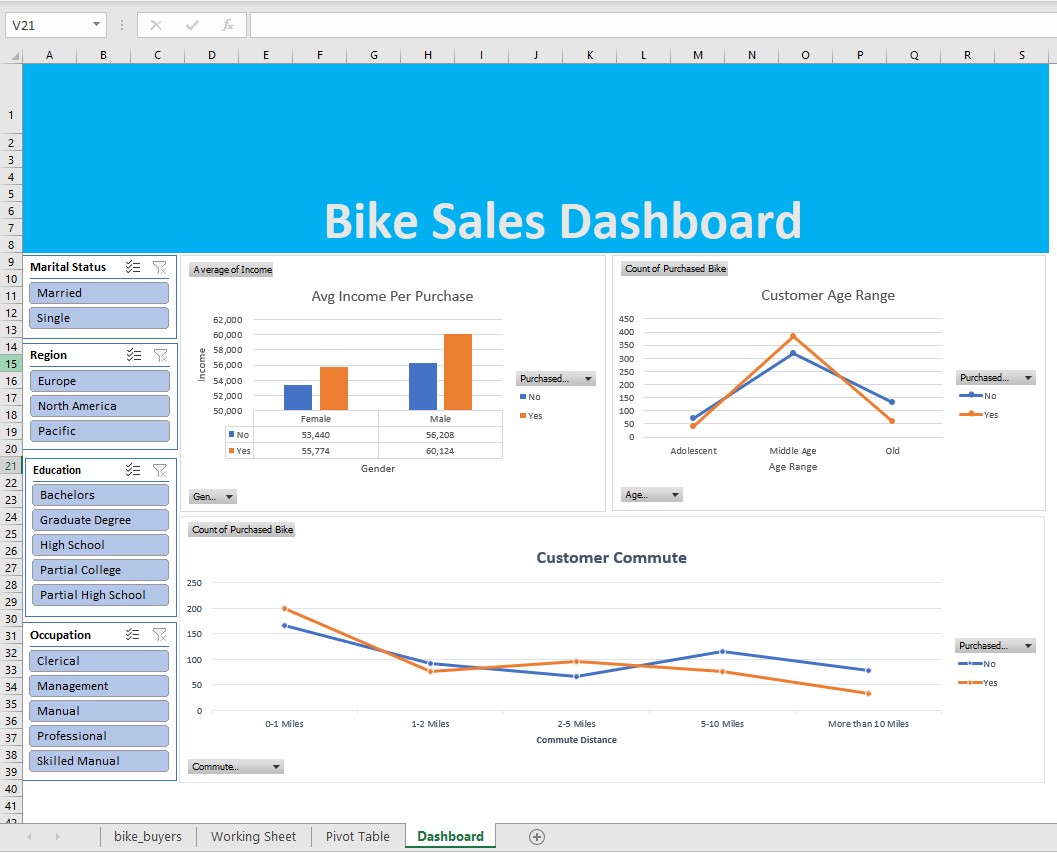 V21
fx
A B C D E F G H I J K L M N O P Q R S
1
2
3
4
5
6
7
8
Bike Sales Dashboard
9
10
11
12
13
14
15
16
17
18
19
20
21
22
23
24
25
26
27
28
29
30
31
32
33
34
35
36
37
38
39
40
41
42
Marital Status
Married
Single
Region
Europe
North America
Pacific
Education
Bachelors
Graduate Degree
High School
Partial College
Partial High School
Occupation
Clerical
Management
Manual
Professional
Skilled Manual
Average of Income
Avg Income Per Purchase
Income
62,000
60,000
58,000
56,000
54,000
52,000
50,000
Female Male
No 53,440 56,208
Yes 55,774 60,124
Gender
Purchased...
No
Yes
Gen...
Count of Purchased Bike
Customer Age Range
450
400
350
300
250
200
150
100
50
0
Adolescent Middle Age Old
Age Range
Purchased...
No
Yes
Age...
Count of Purchased Bike
Customer Commute
250
200
150
100
50
0
0-1 Miles 1-2 Miles 2-5 Miles 5-10 Miles More than 10 Miles
Commute Distance
Purchased...
No
Yes
Commute...
bike_buyers Working Sheet Pivot Table Dashboard